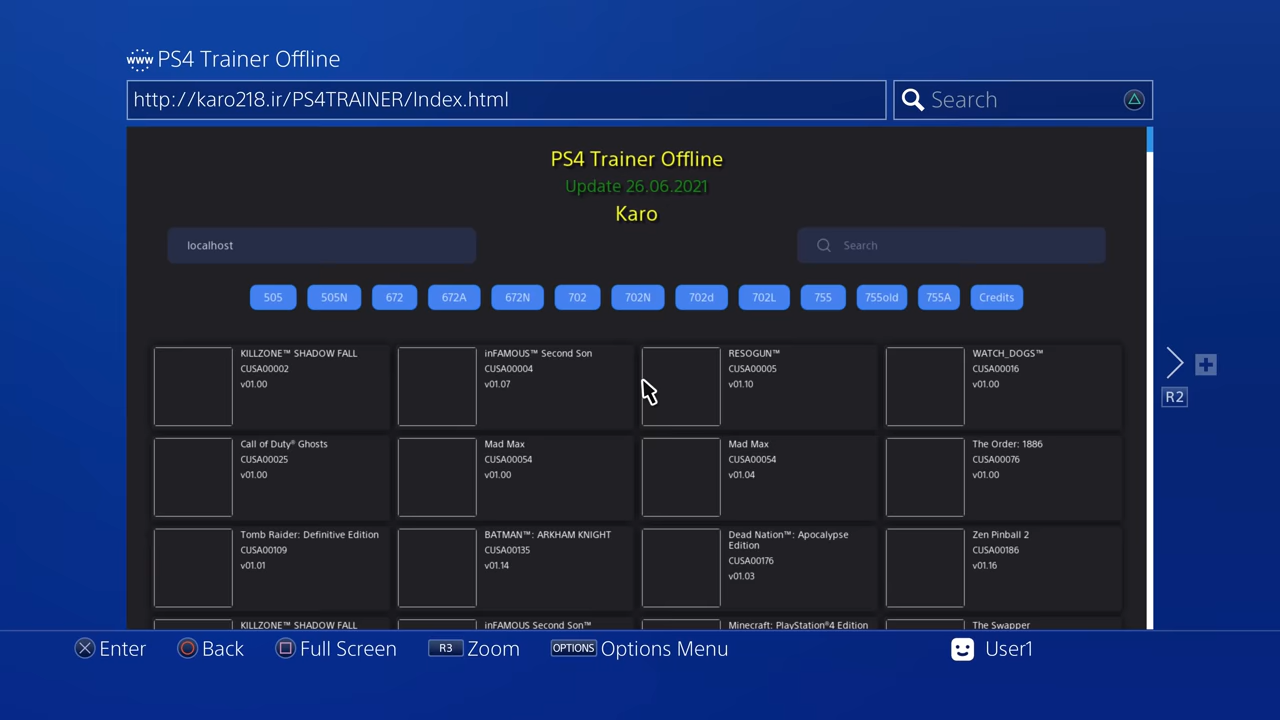 www PS4 Trainer Offline
http://karo218.ir/PS4TRAINER/Index.html
Search
PS4 Trainer Offline
Update 26.06.2021
Karo
localhost
Search
505 505N 672 672A 672N 702 702N 702d 702L 755 755old 755A Credits
KILLZONE™ SHADOW FALL
CUSA00002
v01.00
inFAMOUS™ Second Son
CUSA00004
v01.07
RESOGUN™
CUSA00005
v01.10
WATCH_DOGS™
CUSA00016
v01.00
Call of Duty® Ghosts
CUSA00025
v01.00
Mad Max
CUSA00054
v01.00
Mad Max
CUSA00054
v01.04
The Order: 1886
CUSA00076
v01.00
Tomb Raider: Definitive Edition
CUSA00109
v01.01
BATMAN™: ARKHAM KNIGHT
CUSA00135
v01.14
Dead Nation™: Apocalypse
Edition
CUSA00176
v01.03
Zen Pinball 2
CUSA00186
v01.16
KILLZONE™ SHADOW FALL
inFAMOUS Second Son™
Minecraft: PlayStation®4 Edition
The Swapper
R2
Enter Back Full Screen R3 Zoom OPTIONS Options Menu User1